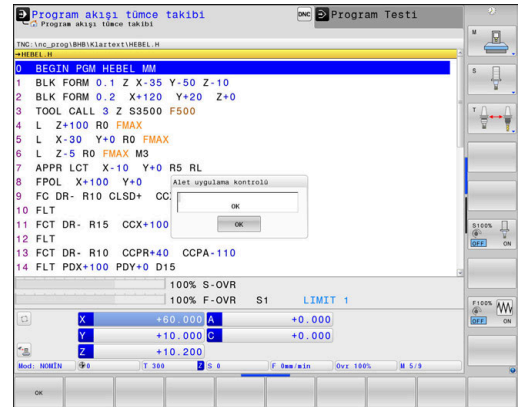 Program akışı tümce takibi
Program akışı tümce takibi
DNC
Program Testi
TNC:\nc_prog\BHB\Klartext\HEBEL.H
→HEBEL.H
0 BEGIN PGM HEBEL MM
1 BLK FORM 0.1 Z X-35 Y-50 Z-10
2 BLK FORM 0.2 X+120 Y+20 Z+0
3 TOOL CALL 3 Z S3500 F500
4 L Z+100 R0 FMAX
5 L X-30 Y+0 R0 FMAX
6 L Z-5 R0 FMAX M3
7 APPR LCT X-10 Y+0 R5 RL
8 FPOL X+100 Y+0
9 FC DR- R10 CLSD+ CC
10 FLT
11 FCT DR- R15 CCX+100
12 FLT
13 FCT DR- R10 CCPR+40 CCPA-110
14 FLT PDX+100 PDY+0 D15
Alet uygulama kontrolü
OK
OK
100% S-OVR
100% F-OVR S1 LIMIT 1
X +60.000 A +0.000
Y +10.000 C +0.000
Z +10.200
Mod: NOMİN 0 T 300 Z S 0 F 0mm/min Ovr 100% M 5/9
OK
M
S
T
S100%
OFF ON
F100%
OFF ON